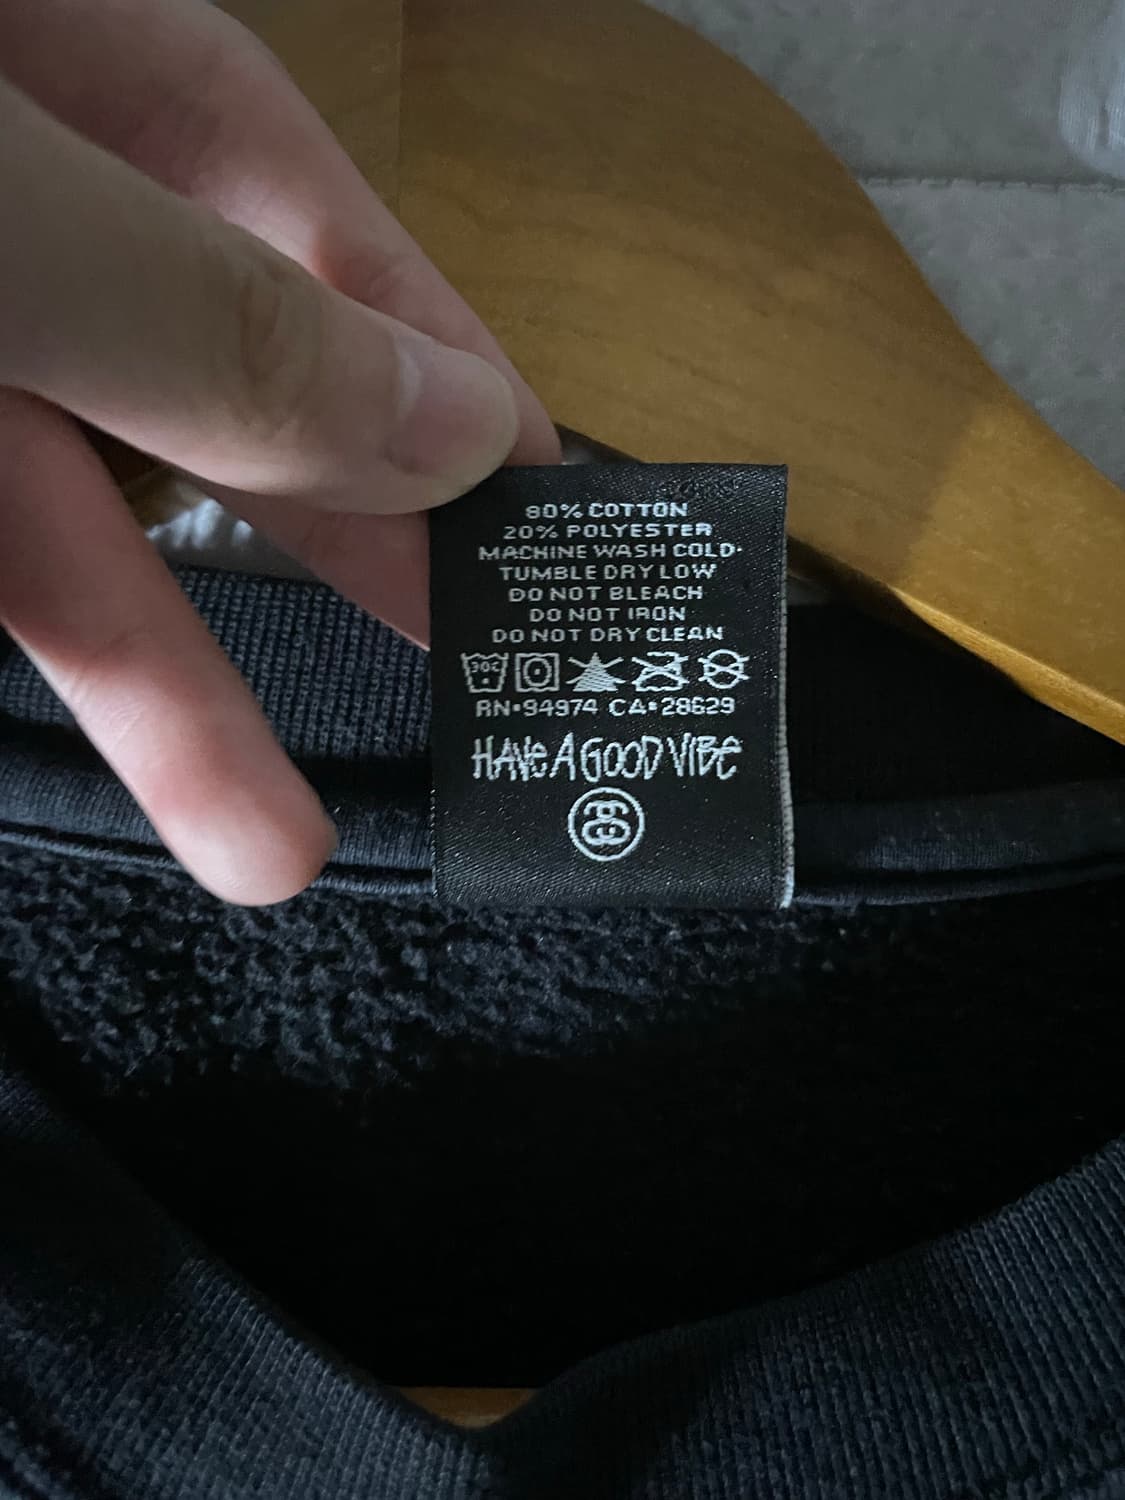 80% COTTON
20% POLYESTER
MACHINE WASH COLD
TUMBLE DRY LOW
DO NOT BLEACH
DO NOT IRON
DO NOT DRY CLEAN
30C
RN•94974 CA•28629
HAVE A GOOD VIBE